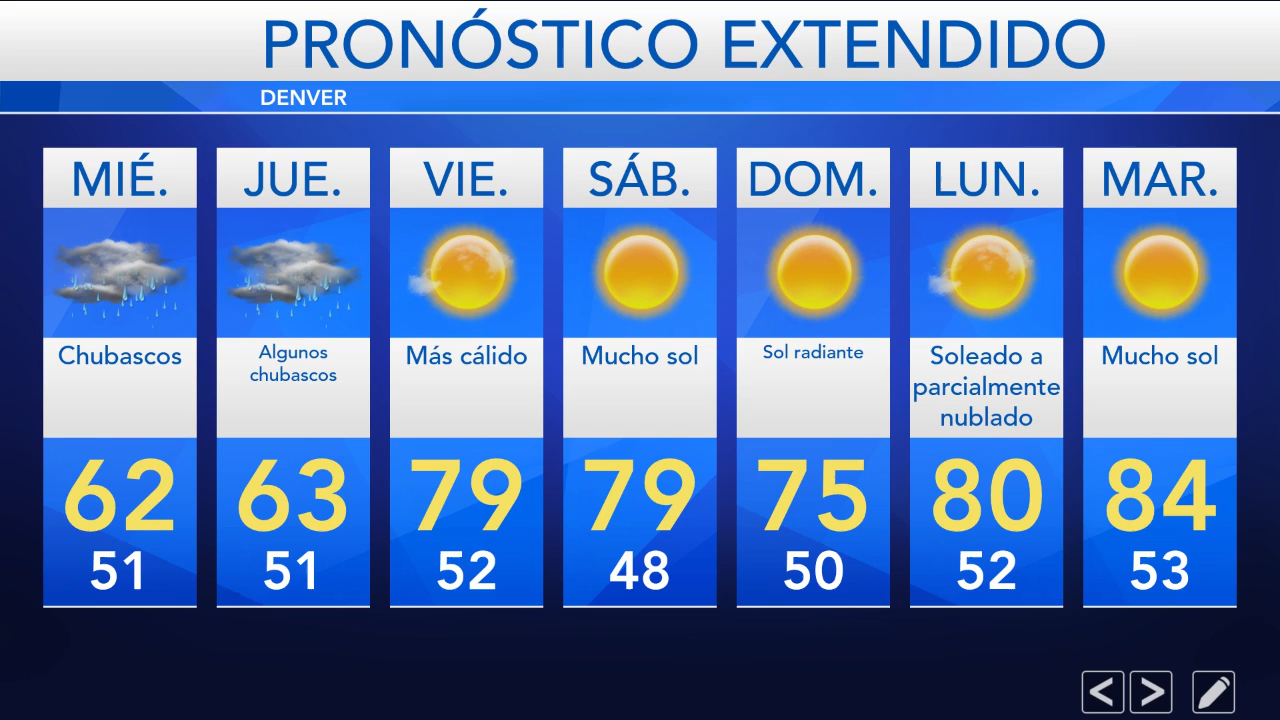 PRONÓSTICO EXTENDIDO
DENVER
MIÉ. JUE. VIE. SÁB. DOM. LUN. MAR.
Chubascos Algunos Más cálido Mucho sol Sol radiante Soleado a Mucho sol
chubascos parcialmente
nublado
62 63 79 79 75 80 84
51 51 52 48 50 52 53